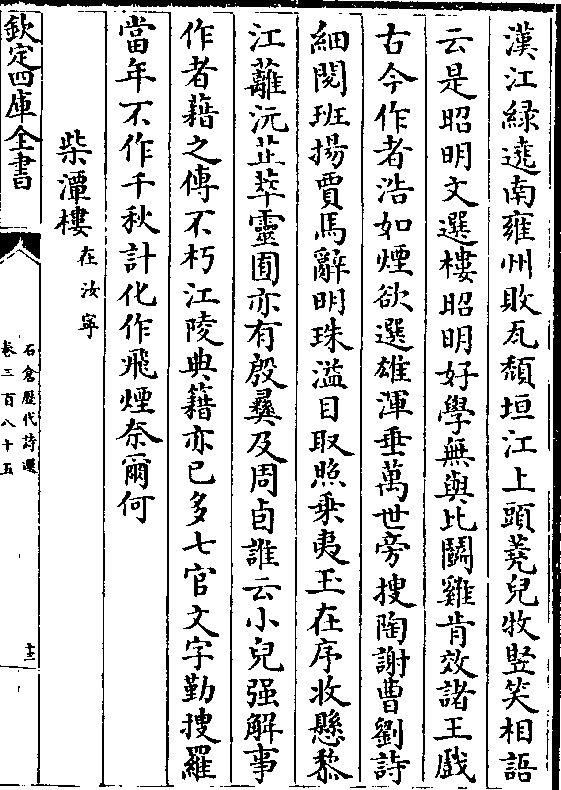 漢江緑遶南雍州敗瓦頽垣江上頭蕘兒牧竪笑相語
云是昭明文選樓昭明好學無與比鬭雞肯效諸王戲
古今作者浩如煙欲選雄渾垂萬世旁搜陶謝曹劉詩
細閱班揚賈馬辭明珠溢目取照乗夷玉在序收懸黎
江蘺沅芷萃靈囿亦有殷彞及周卣誰云小兒强解事
作者藉之傳不朽江陵典籍亦已多七官文字勤搜羅
當年不作千秋計化作飛煙奈爾何
柴潭樓在汝寜
欽定四庫全書
石倉歷代詩選
卷三百八十五
十三